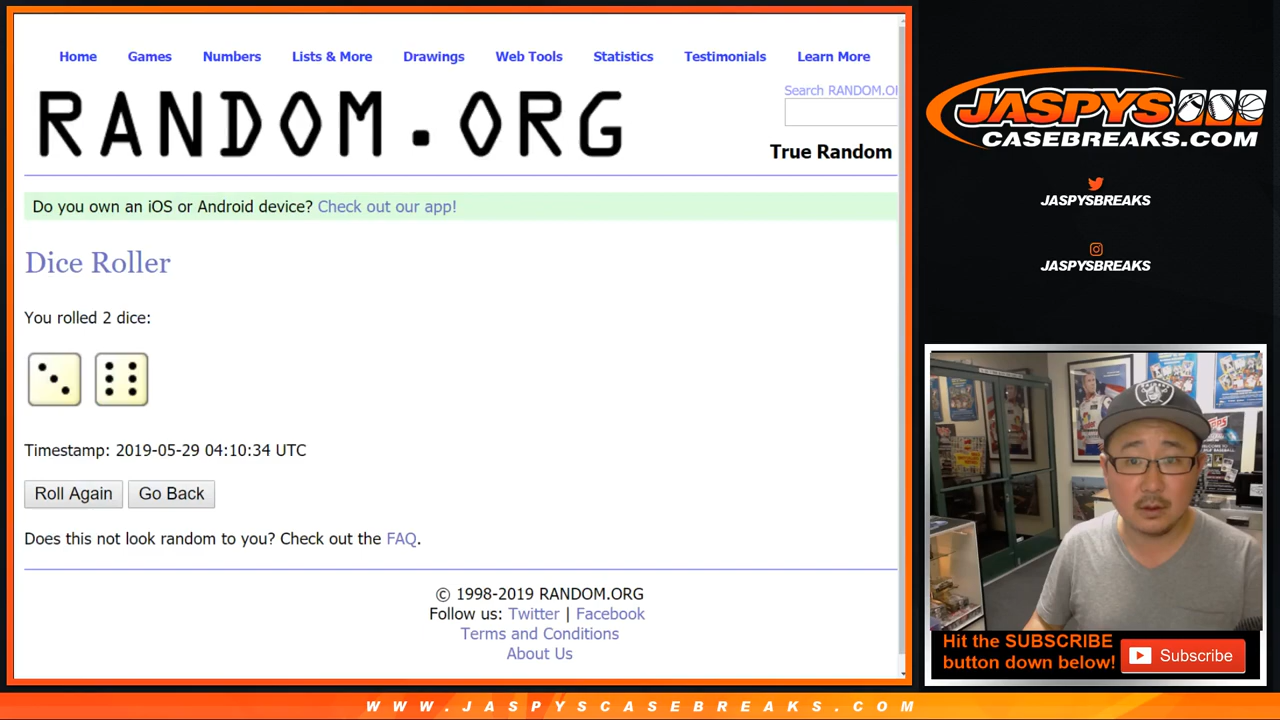 Home Games Numbers Lists & More Drawings Web Tools Statistics Testimonials Learn More
RANDOM.ORG
Search RANDOM.OR
True Random
Do you own an iOS or Android device? Check out our app!
Dice Roller
You rolled 2 dice:
Timestamp: 2019-05-29 04:10:34 UTC
Roll Again Go Back
Does this not look random to you? Check out the FAQ.
© 1998-2019 RANDOM.ORG
Follow us: Twitter | Facebook
Terms and Conditions
About Us
JASPYS
CASEBREAKS.COM
JASPYSBREAKS
JASPYSBREAKS
Hit the SUBSCRIBE
button down below!
Subscribe
WWW.JASPYSCASEBREAKS.COM